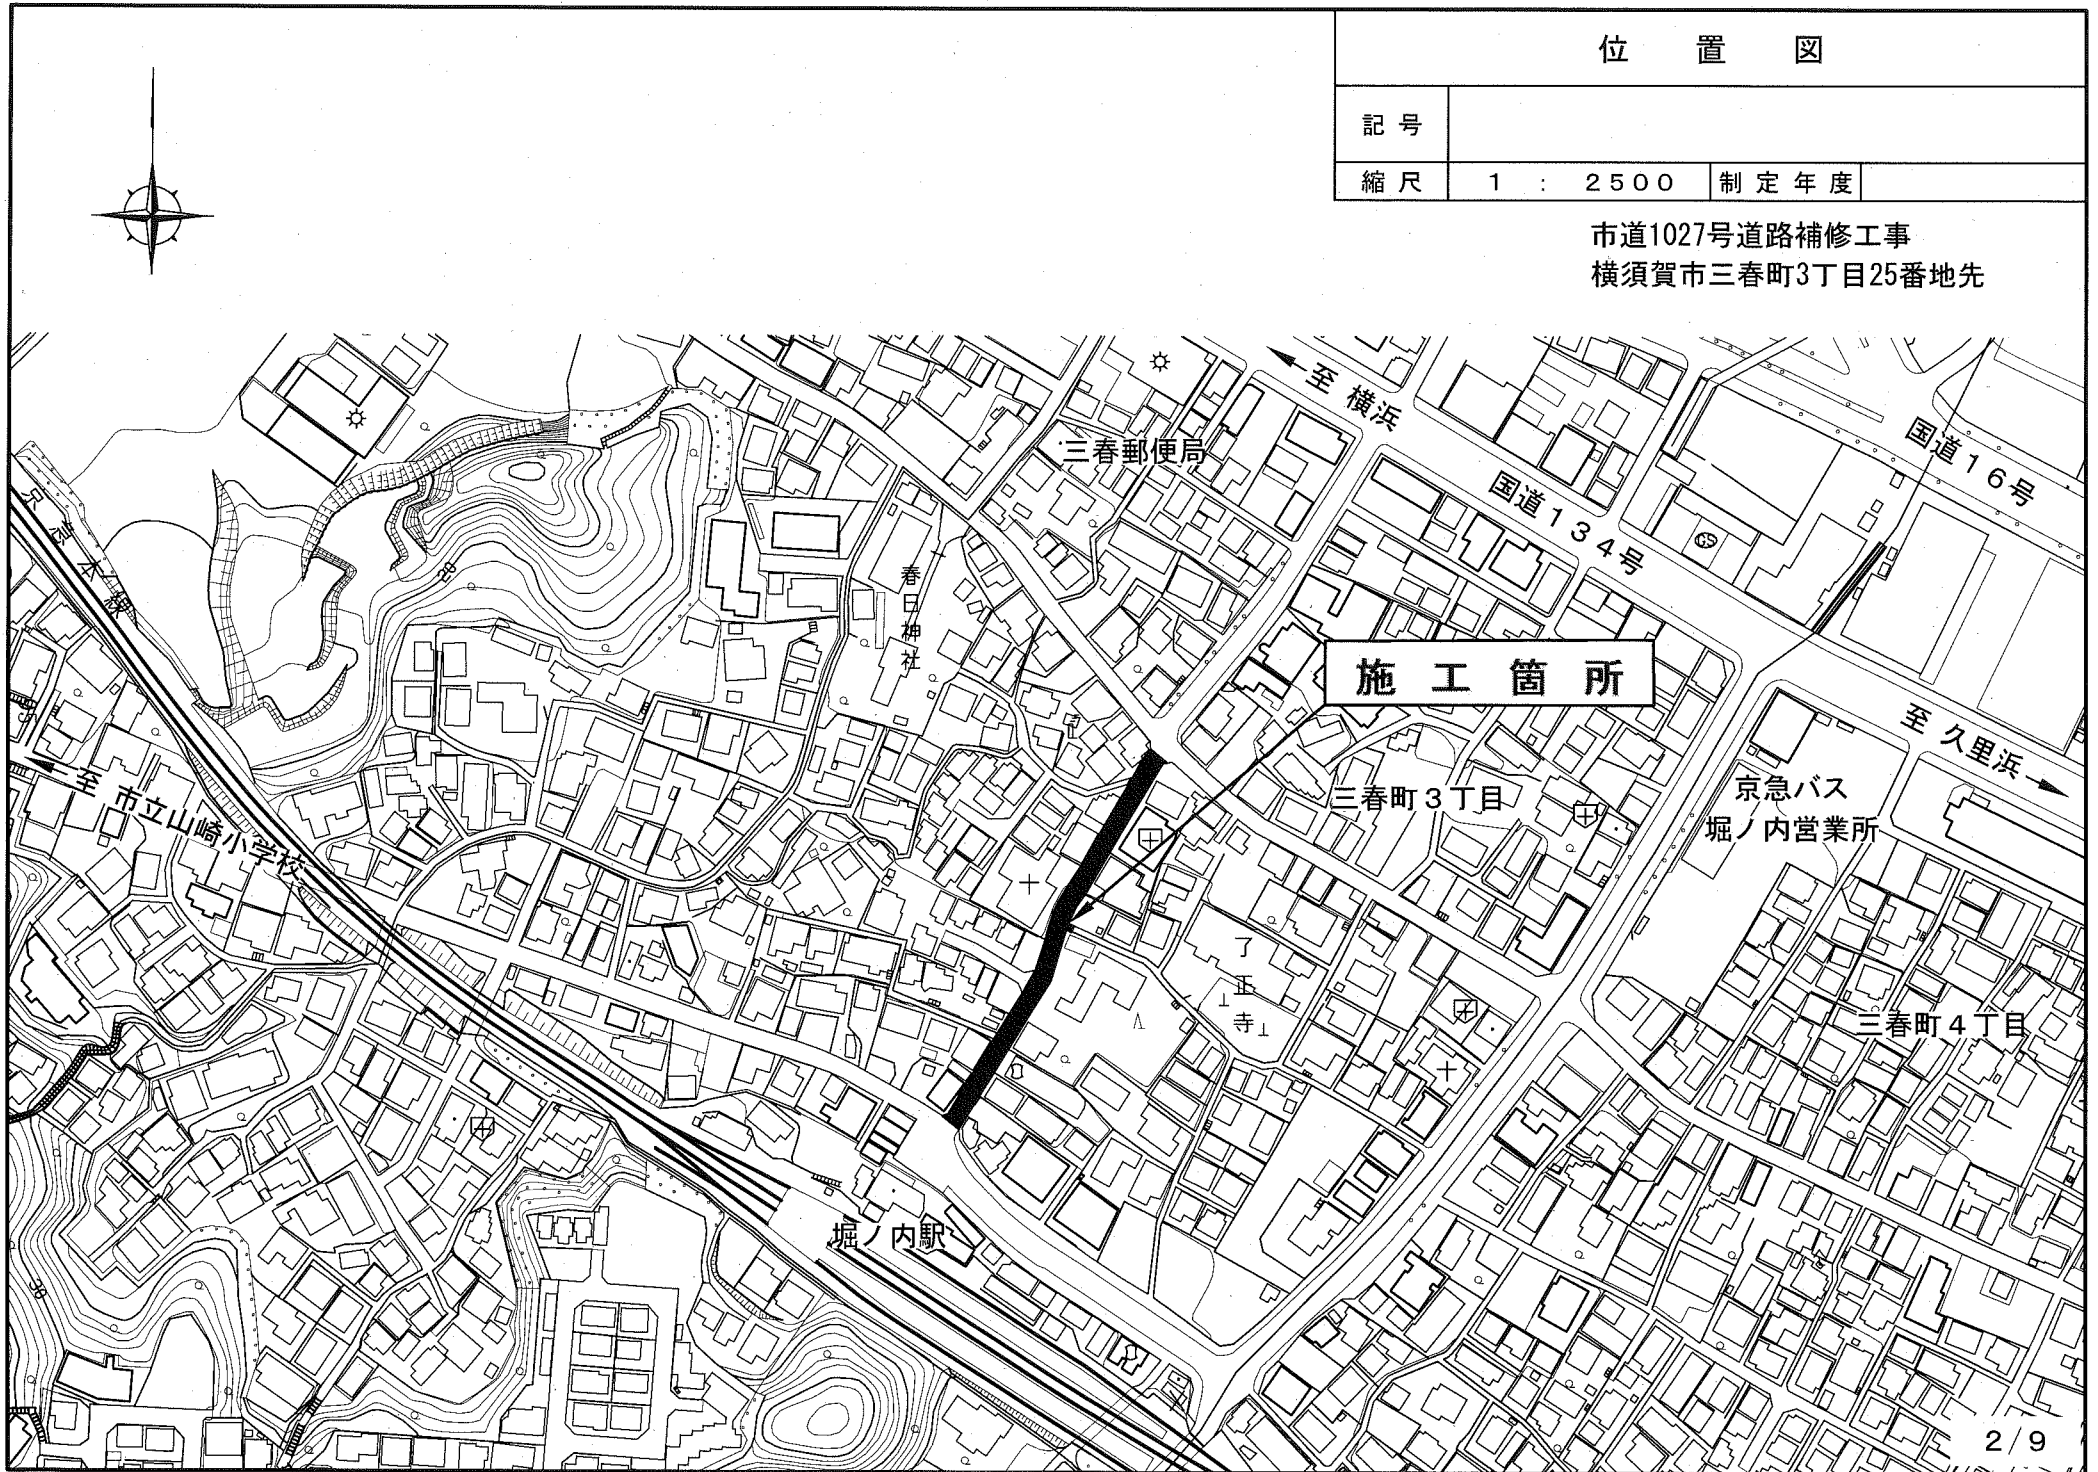 位置図
記号
縮尺 1 : 2500 制定年度
市道1027号道路補修工事
横須賀市三春町3丁目25番地先
至 横浜
国道16号
三春郵便局
国道134号
京急本線
春日神社
施工箇所
至 久里浜
至 市立山崎小学校
三春町3丁目
京急バス
堀ノ内営業所
了正寺
三春町4丁目
堀ノ内駅
2/9